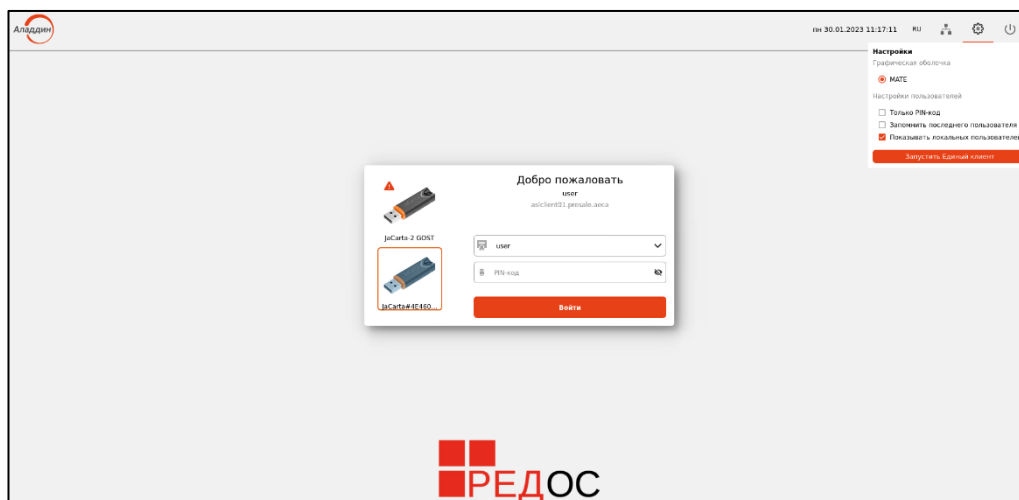 Аладдин
пн 30.01.2023 11:17:11 RU
Настройки
Графическая оболочка
MATE
Настройки пользователей
Только PIN-код
Запомнить последнего пользователя
Показывать локальных пользователей
Запустить Единый клиент
Добро пожаловать
user
asiclient01.presale.aeca
JaCarta-2 GOST
user
PIN-код
JaCarta#4E460...
Войти
РЕДОС